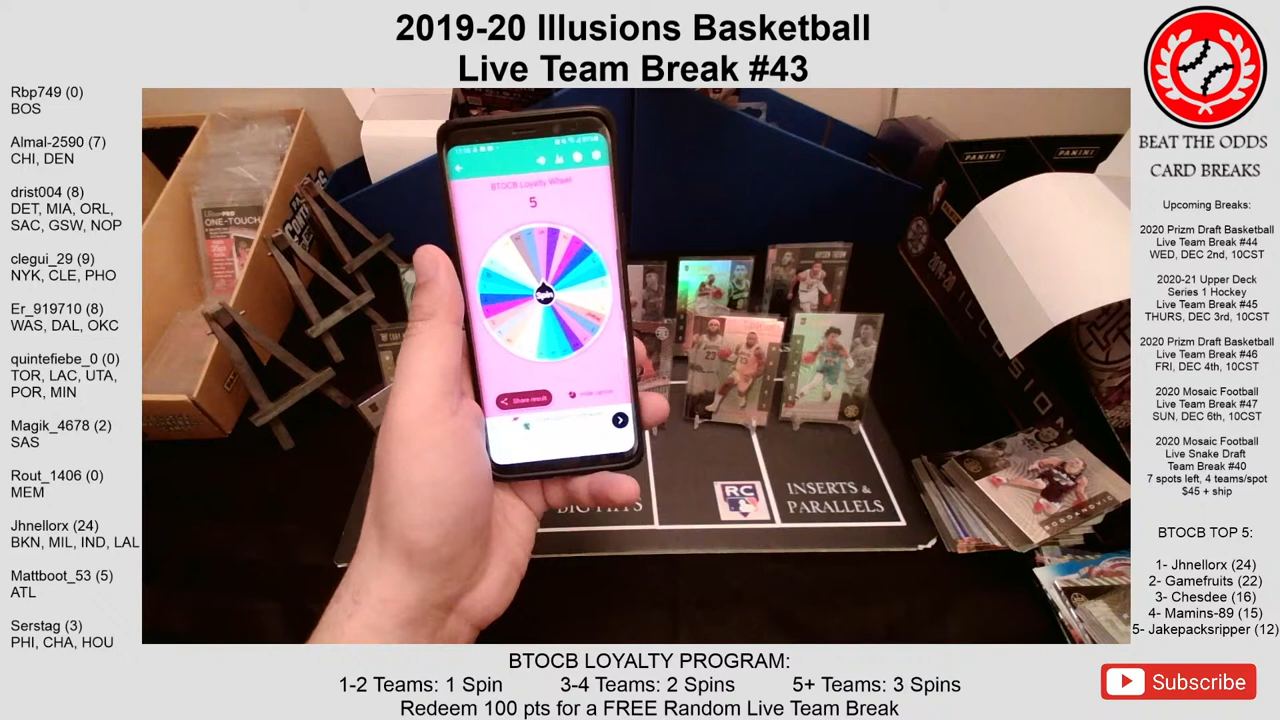 2019-20 Illusions Basketball
Live Team Break #43
Rbp749 (0)
BOS
Almal-2590 (7)
CHI, DEN
drist004 (8)
DET, MIA, ORL,
SAC, GSW, NOP
clegui_29 (9)
NYK, CLE, PHO
Er_919710 (8)
WAS, DAL, OKC
quintefiebe_0 (0)
TOR, LAC, UTA,
POR, MIN
Magik_4678 (2)
SAS
Rout_1406 (0)
MEM
Jhnellorx (24)
BKN, MIL, IND, LAL
Mattboot_53 (5)
ATL
Serstag (3)
PHI, CHA, HOU
ONE-TOUCH
BTOCB Loyalty Wheel
5
Spin
Share result
PANINI
PANINI
RC
INSERTS &
PARALLELS
BOGDANOVIC
BEAT THE ODDS
CARD BREAKS
Upcoming Breaks:
2020 Prizm Draft Basketball
Live Team Break #44
WED, DEC 2nd, 10CST
2020-21 Upper Deck
Series 1 Hockey
Live Team Break #45
THURS, DEC 3rd, 10CST
2020 Prizm Draft Basketball
Live Team Break #46
FRI, DEC 4th, 10CST
2020 Mosaic Football
Live Team Break #47
SUN, DEC 6th, 10CST
2020 Mosaic Football
Live Snake Draft
Team Break #40
7 spots left, 4 teams/spot
$45 + ship
BTOCB TOP 5:
1- Jhnellorx (24)
2- Gamefruits (22)
3- Chesdee (16)
4- Mamins-89 (15)
5- Jakepacksripper (12)
BTOCB LOYALTY PROGRAM:
1-2 Teams: 1 Spin 3-4 Teams: 2 Spins 5+ Teams: 3 Spins
Redeem 100 pts for a FREE Random Live Team Break
Subscribe